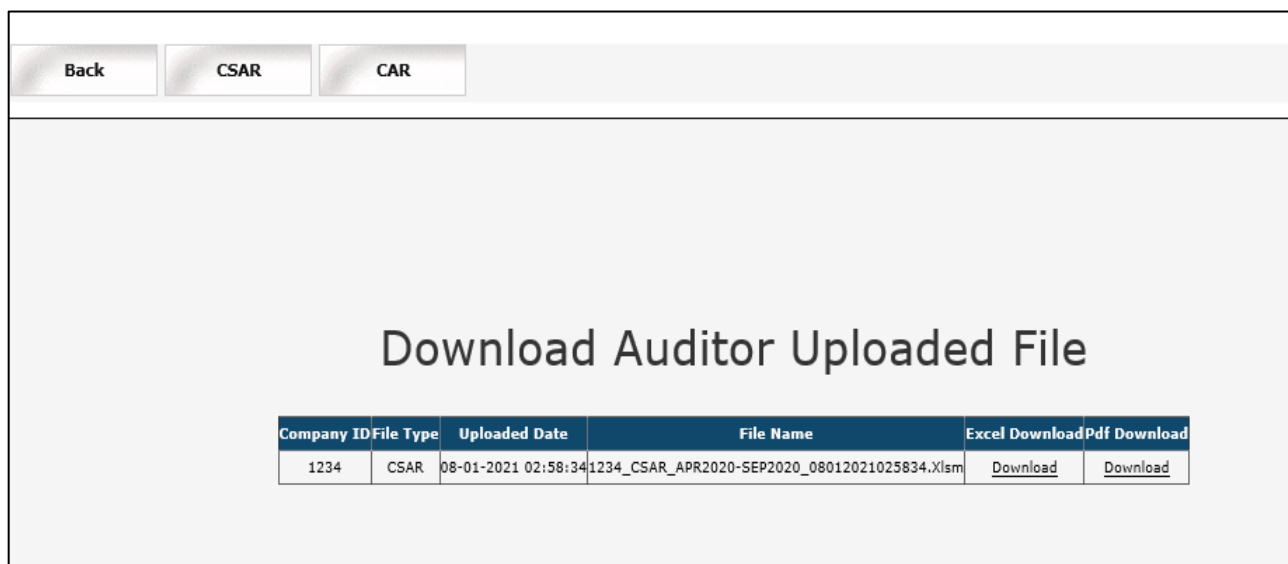 Back CSAR CAR
Download Auditor Uploaded File
Company ID File Type Uploaded Date File Name Excel Download Pdf Download
1234 CSAR 08-01-2021 02:58:34 1234_CSAR_APR2020-SEP2020_08012021025834.Xlsm Download Download